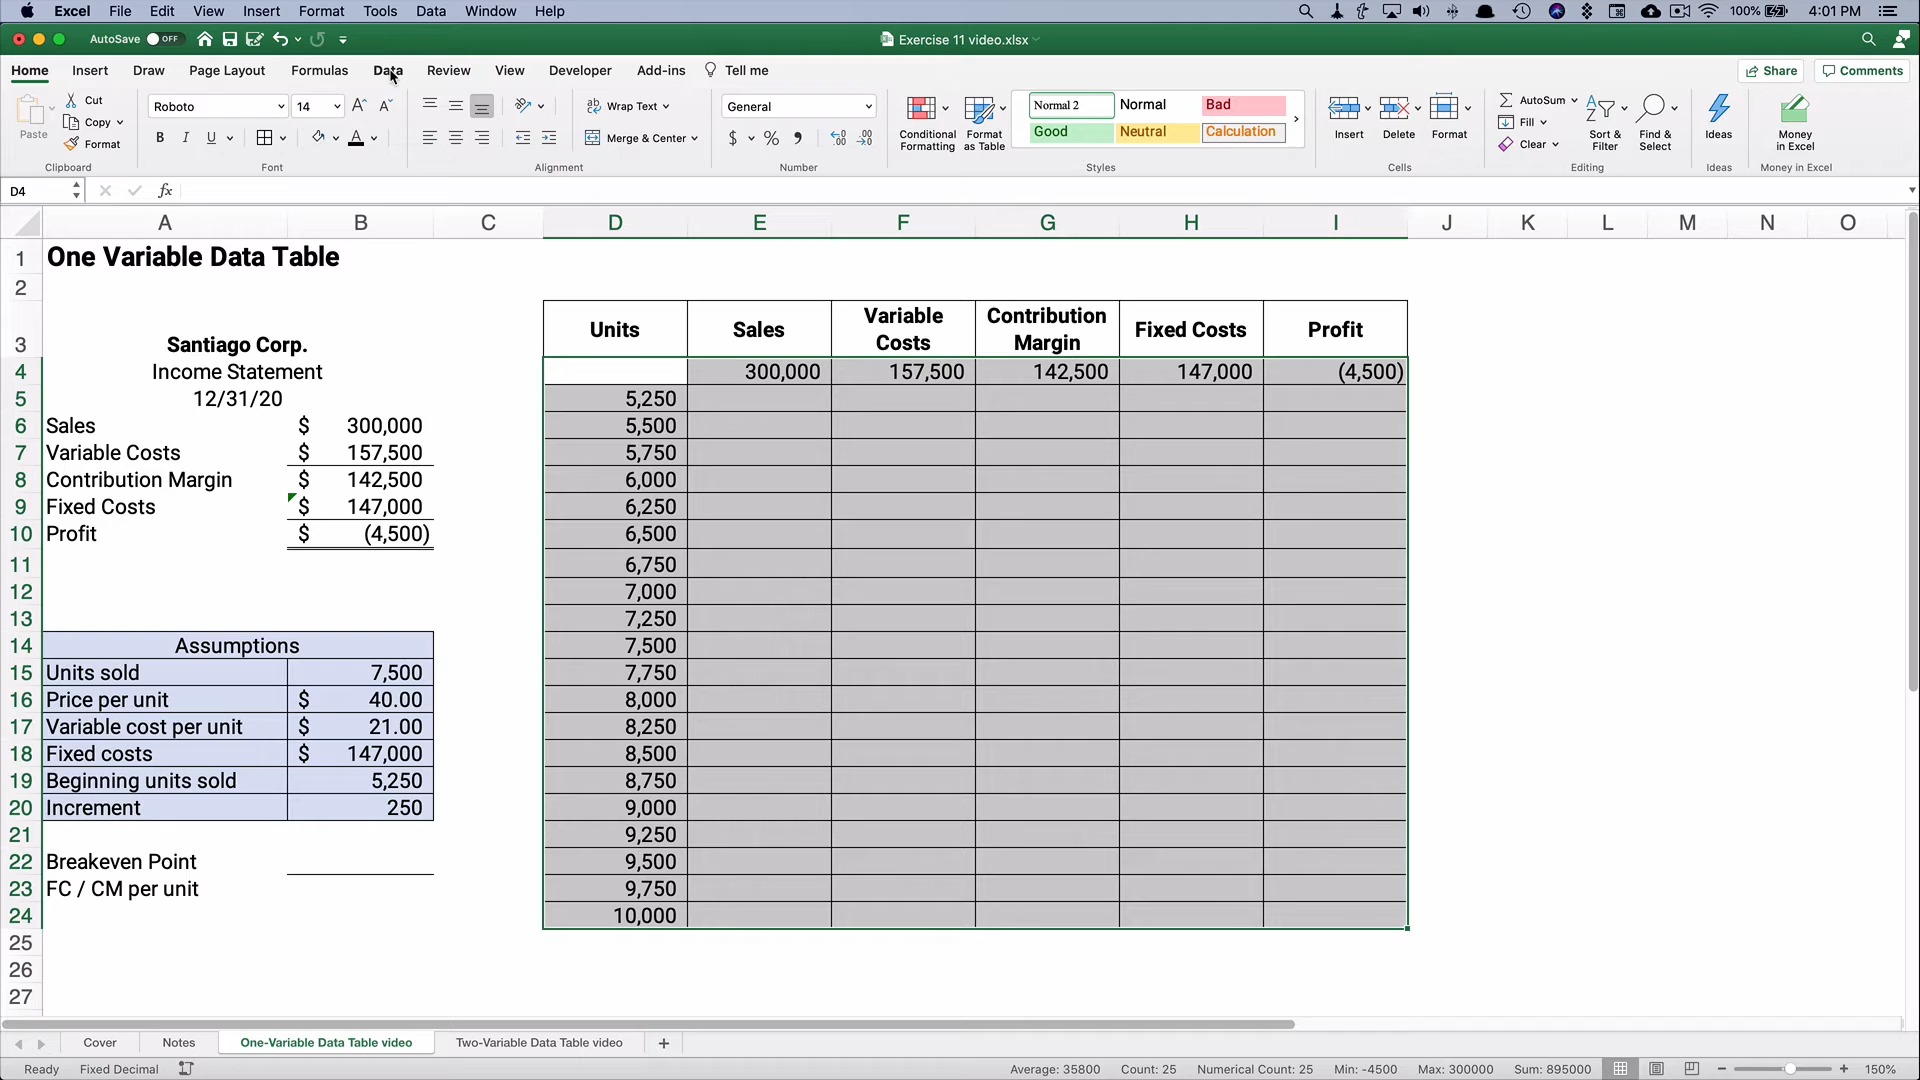 Excel File Edit View Insert Format Tools Data Window Help 100% 4:01 PM
AutoSave OFF Exercise 11 video.xlsx
Home Insert Draw Page Layout Formulas Data Review View Developer Add-ins Tell me Share Comments
Paste Cut Copy Format Clipboard
Roboto 14 B I U A Font
Wrap Text Merge & Center Alignment
General $ % Number
Conditional Formatting Format as Table Normal 2 Normal Bad Good Neutral Calculation Styles
Insert Delete Format Cells
AutoSum Fill Clear Sort & Filter Find & Select Editing
Ideas Ideas
Money in Excel Money in Excel
D4 fx
A B C D E F G H I J K L M N O
1 One Variable Data Table
2
3 Santiago Corp. Units Sales Variable Costs Contribution Margin Fixed Costs Profit
4 Income Statement 300,000 157,500 142,500 147,000 (4,500)
5 12/31/20 5,250
6 Sales $ 300,000 5,500
7 Variable Costs $ 157,500 5,750
8 Contribution Margin $ 142,500 6,000
9 Fixed Costs $ 147,000 6,250
10 Profit $ (4,500) 6,500
11 6,750
12 7,000
13 7,250
14 Assumptions 7,500
15 Units sold 7,500 7,750
16 Price per unit $ 40.00 8,000
17 Variable cost per unit $ 21.00 8,250
18 Fixed costs $ 147,000 8,500
19 Beginning units sold 5,250 8,750
20 Increment 250 9,000
21 9,250
22 Breakeven Point 9,500
23 FC / CM per unit 9,750
24 10,000
25
26
27
Cover Notes One-Variable Data Table video Two-Variable Data Table video +
Ready Fixed Decimal Average: 35800 Count: 25 Numerical Count: 25 Min: -4500 Max: 300000 Sum: 895000 150%